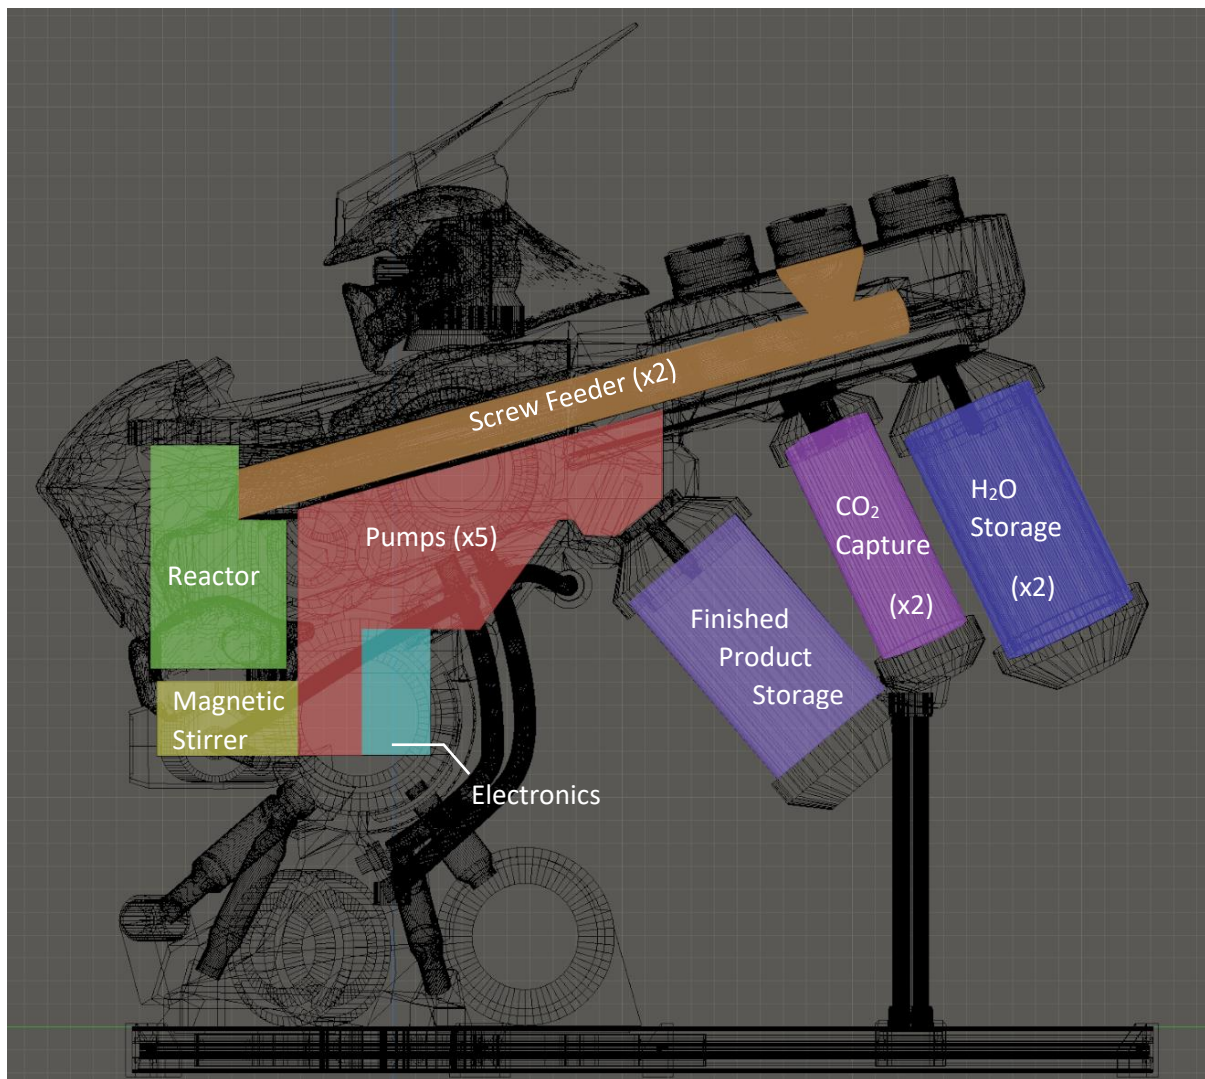 Screw Feeder (x2)
Pumps (x5)
Reactor
Magnetic
Stirrer
Electronics
Finished
Product
Storage
CO₂
Capture
(x2)
H₂O
Storage
(x2)